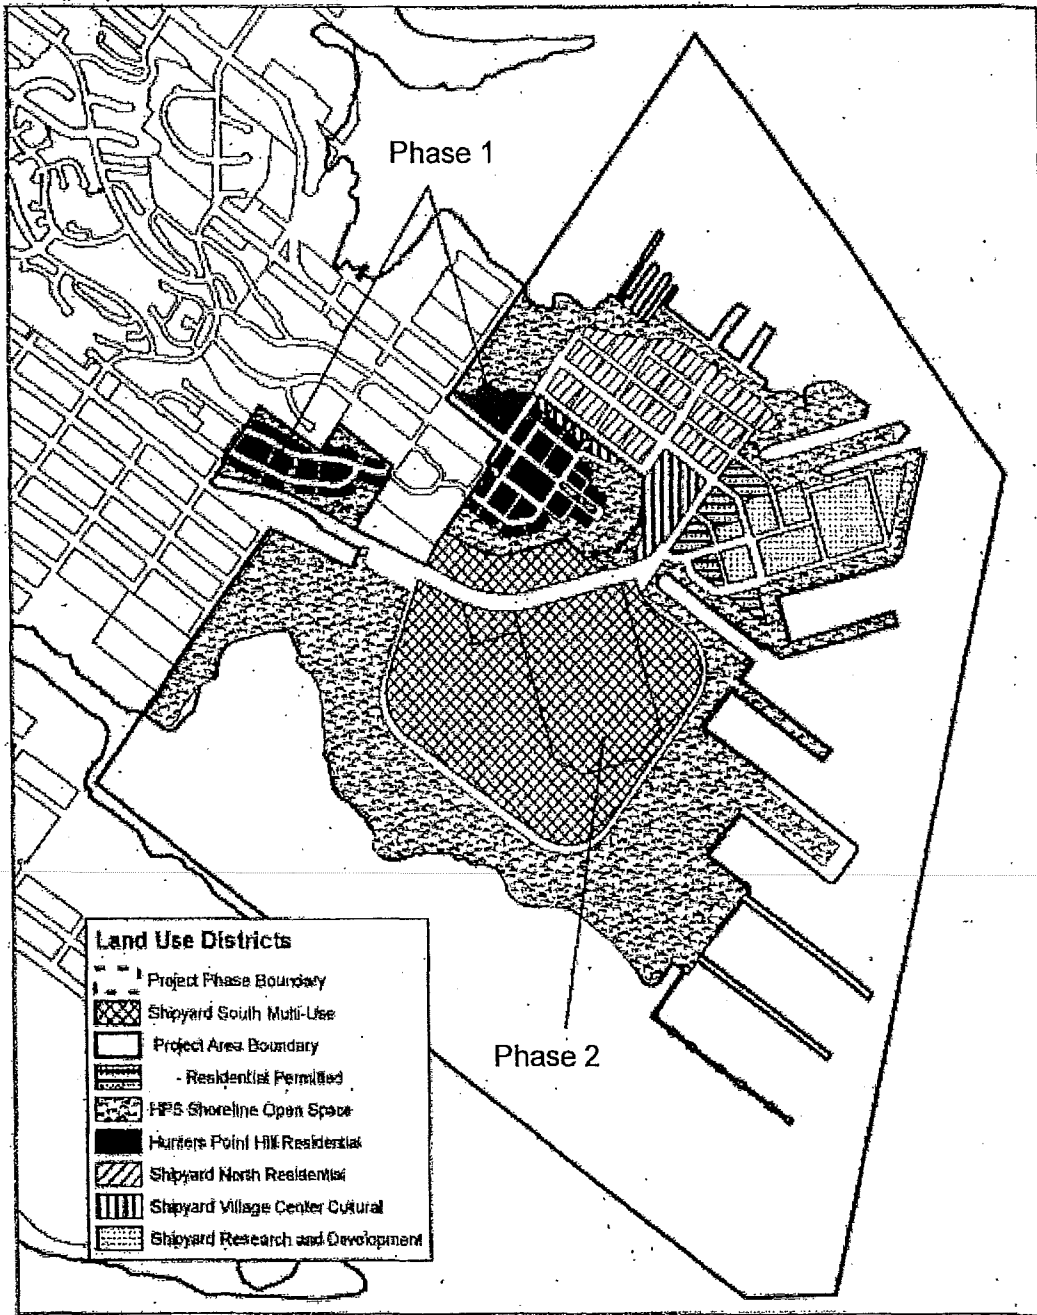 Phase 1
Phase 2
Land Use Districts
Project Phase Boundary
Shipyard South Multi-Use
Project Area Boundary
- Residential Permitted
HPS Shoreline Open Space
Hunters Point Hill Residential
Shipyard North Residential
Shipyard Village Center Cultural
Shipyard Research and Development